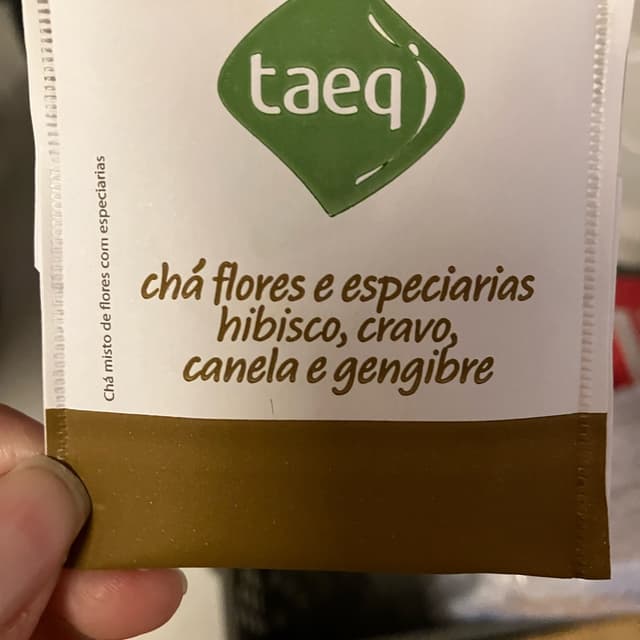 taeq
chá flores e especiarias
hibisco, cravo,
canela e gengibre
Chá misto de flores com especiarias